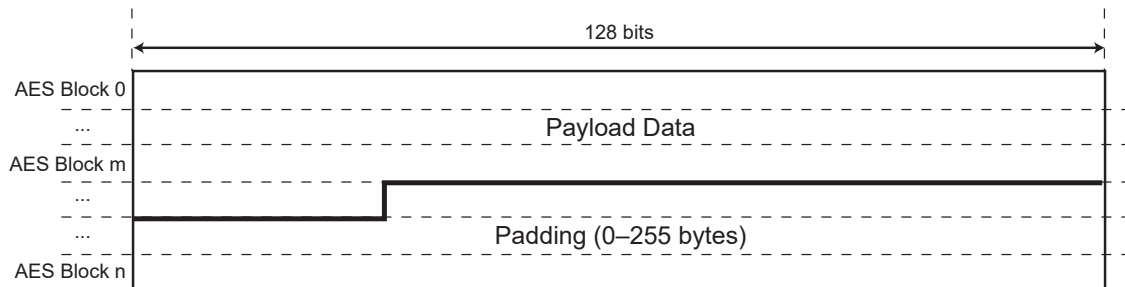 128 bits
AES Block 0
...
Payload Data
AES Block m
...
...
Padding (0–255 bytes)
AES Block n